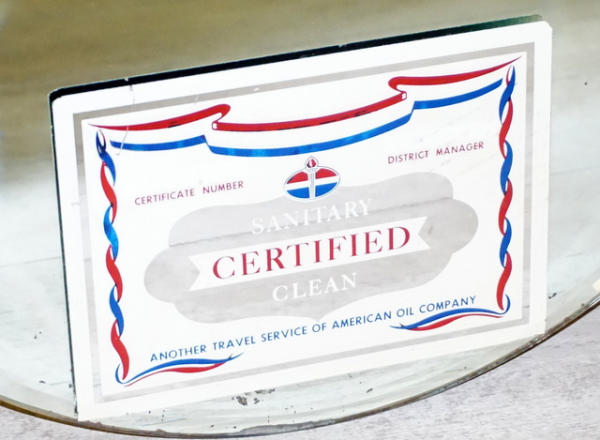 CERTIFICATE NUMBER
DISTRICT MANAGER
SANITARY
CERTIFIED
CLEAN
ANOTHER TRAVEL SERVICE OF AMERICAN OIL COMPANY